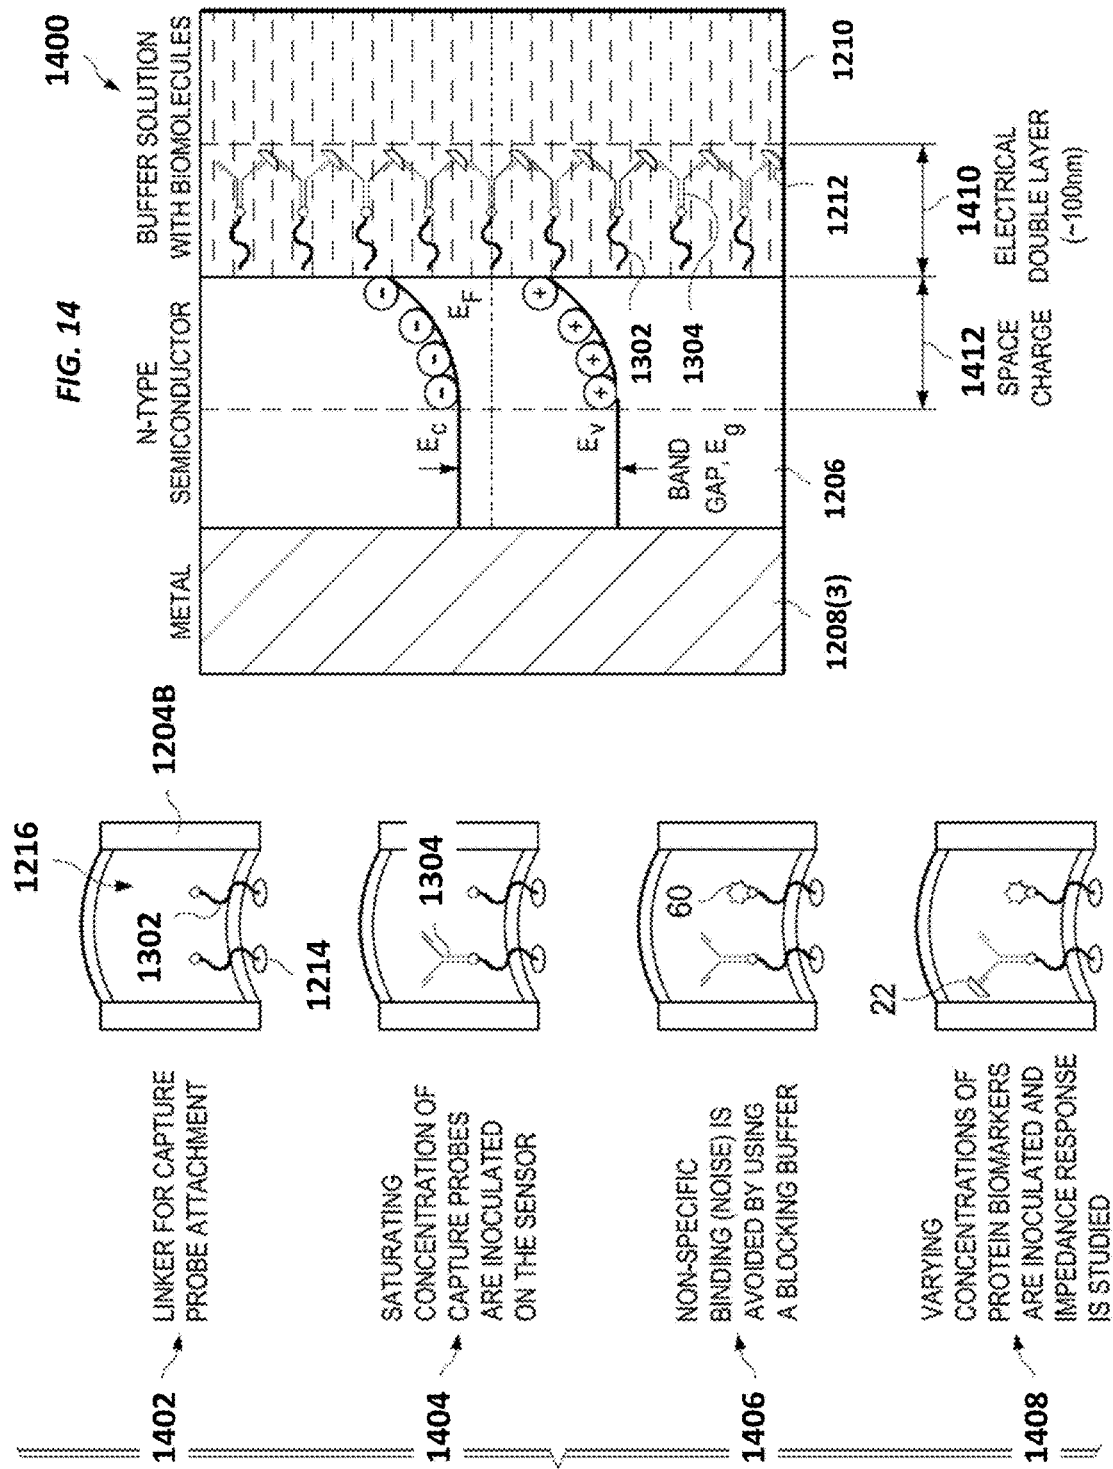 FIG. 14
1400
1402
LINKER FOR CAPTURE
PROBE ATTACHMENT
1216
1302
1214
1204B
1404
SATURATING
CONCENTRATION OF
CAPTURE PROBES
ARE INOCULATED
ON THE SENSOR
1304
1406
NON-SPECIFIC
BINDING (NOISE) IS
AVOIDED BY USING
A BLOCKING BUFFER
60
1408
VARYING
CONCENTRATIONS OF
PROTEIN BIOMARKERS
ARE INOCULATED AND
IMPEDANCE RESPONSE
IS STUDIED
22
METAL
N-TYPE
SEMICONDUCTOR
BUFFER SOLUTION
WITH BIOMOLECULES
E_C
E_F
E_V
BAND
GAP, E_g
1302
1304
1208(3)
1206
1212
1210
1412
SPACE
CHARGE
1410
ELECTRICAL
DOUBLE LAYER
(~100nm)